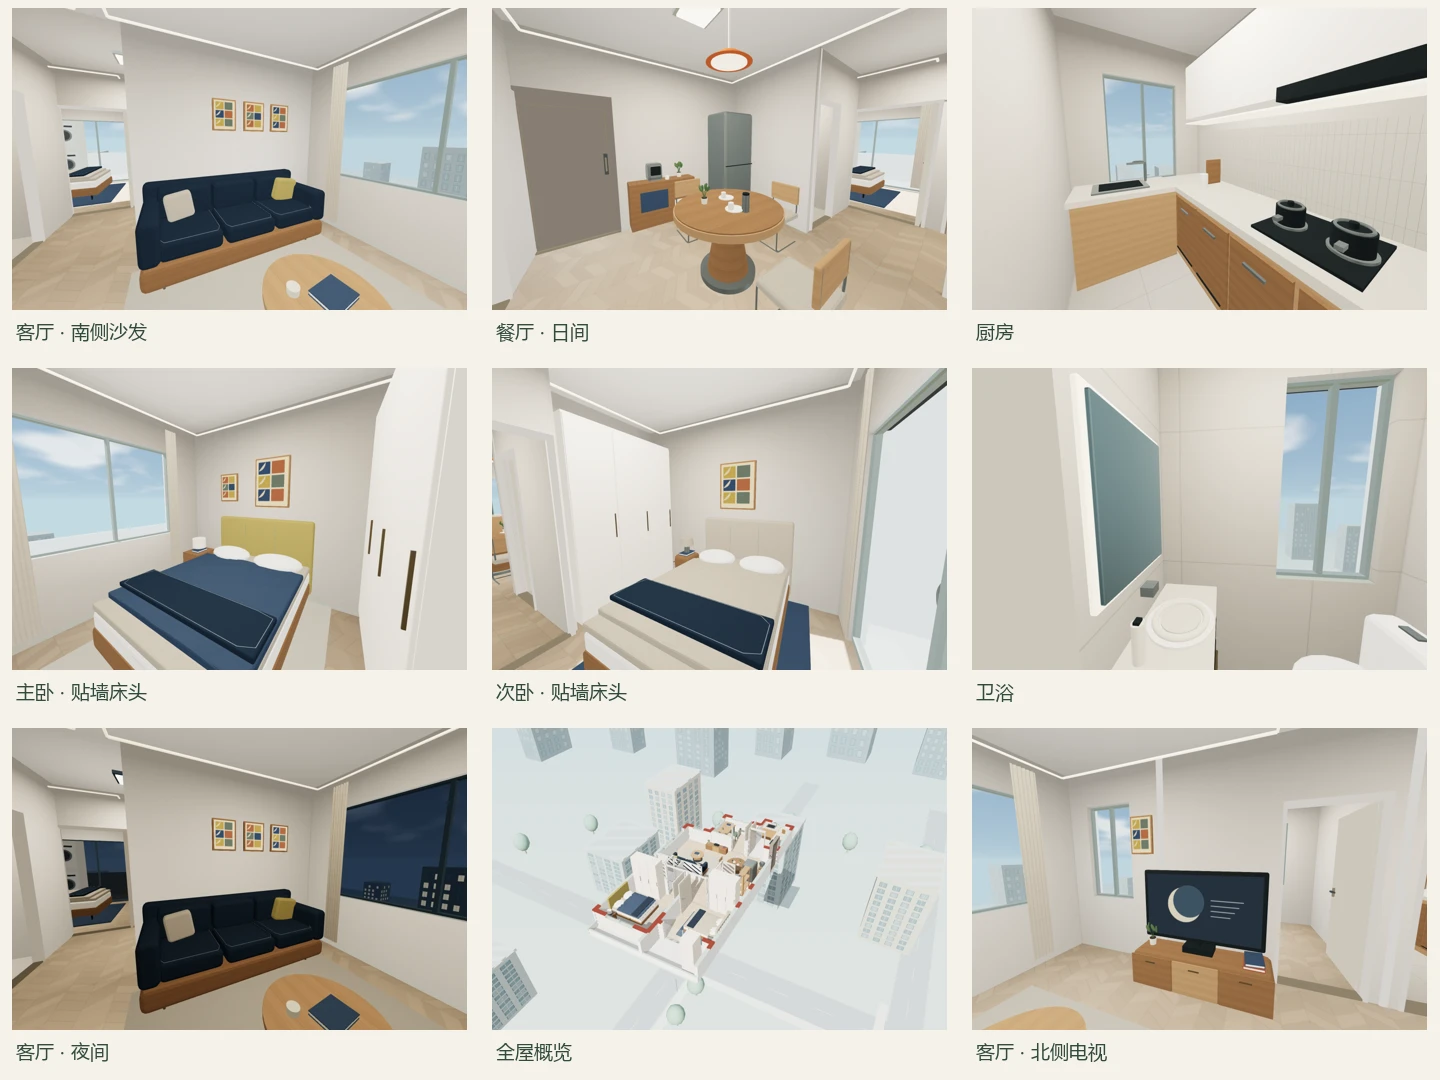 客厅 · 南侧沙发
餐厅 · 日间
厨房
主卧 · 贴墙床头
次卧 · 贴墙床头
卫浴
客厅 · 夜间
全屋概览
客厅 · 北侧电视